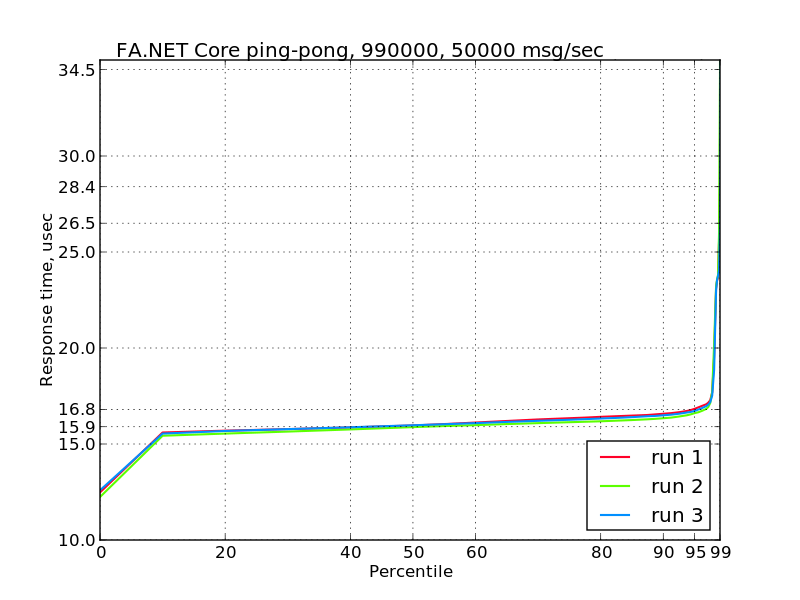 FA.NET Core ping-pong, 990000, 50000 msg/sec
34.5
30.0
28.4
26.5
25.0
20.0
16.8
15.9
15.0
10.0
Response time, usec
run 1
run 2
run 3
0 20 40 50 60 80 90 95 99
Percentile